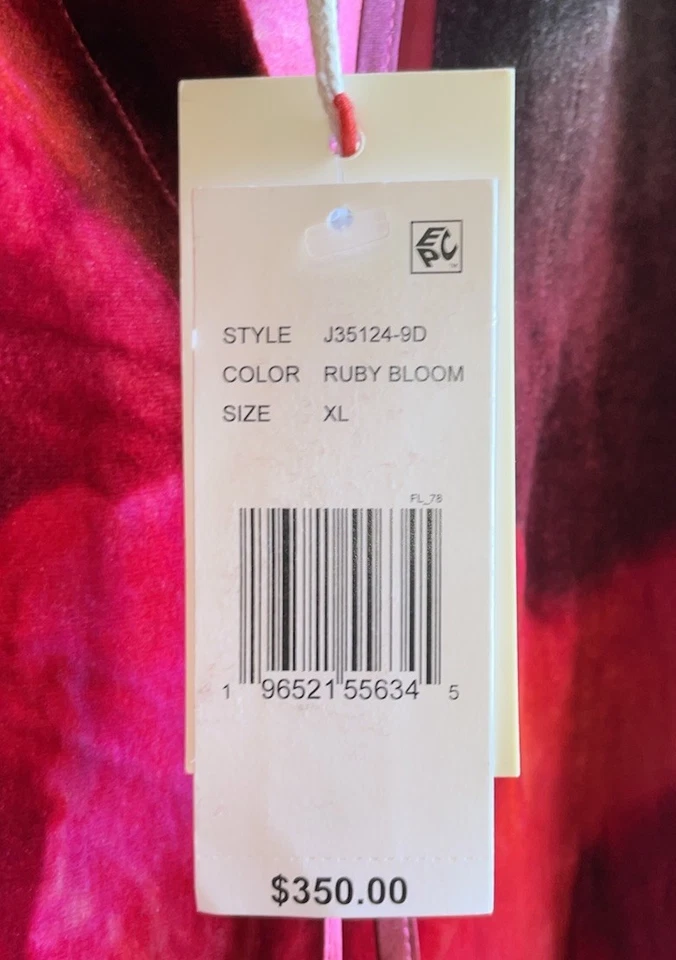 EPC
STYLE J35124-9D
COLOR RUBY BLOOM
SIZE XL
FL_78
1 96521 55634 5
$350.00